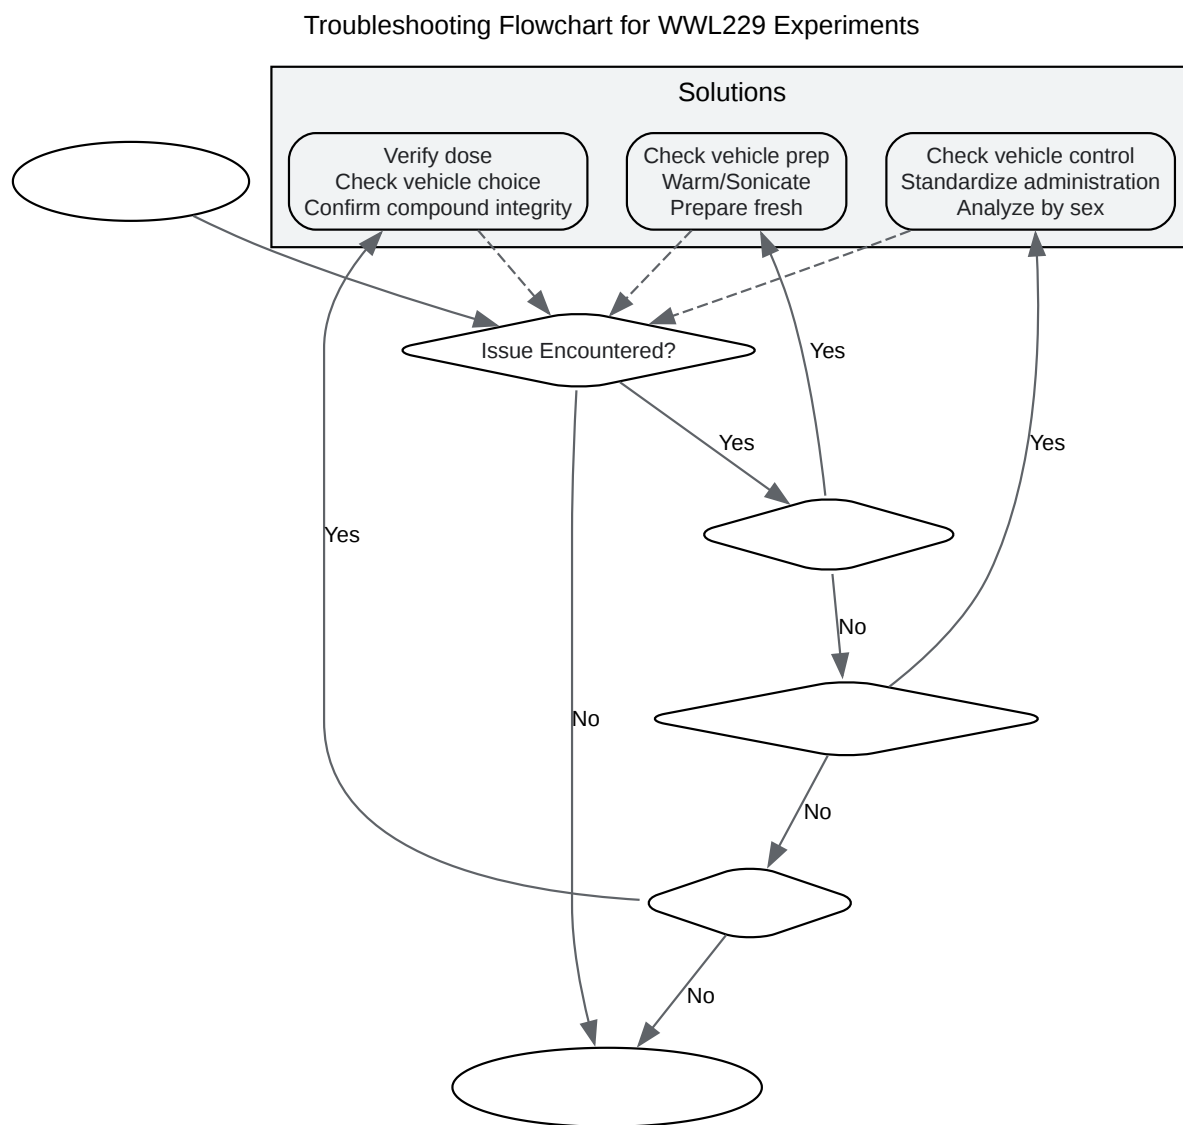 Troubleshooting Flowchart for WWL229 Experiments
Solutions
Verify dose
Check vehicle choice
Confirm compound integrity
Check vehicle prep
Warm/Sonicate
Prepare fresh
Check vehicle control
Standardize administration
Analyze by sex
Issue Encountered?
Yes
Yes
Yes
Yes
No
No
No
No